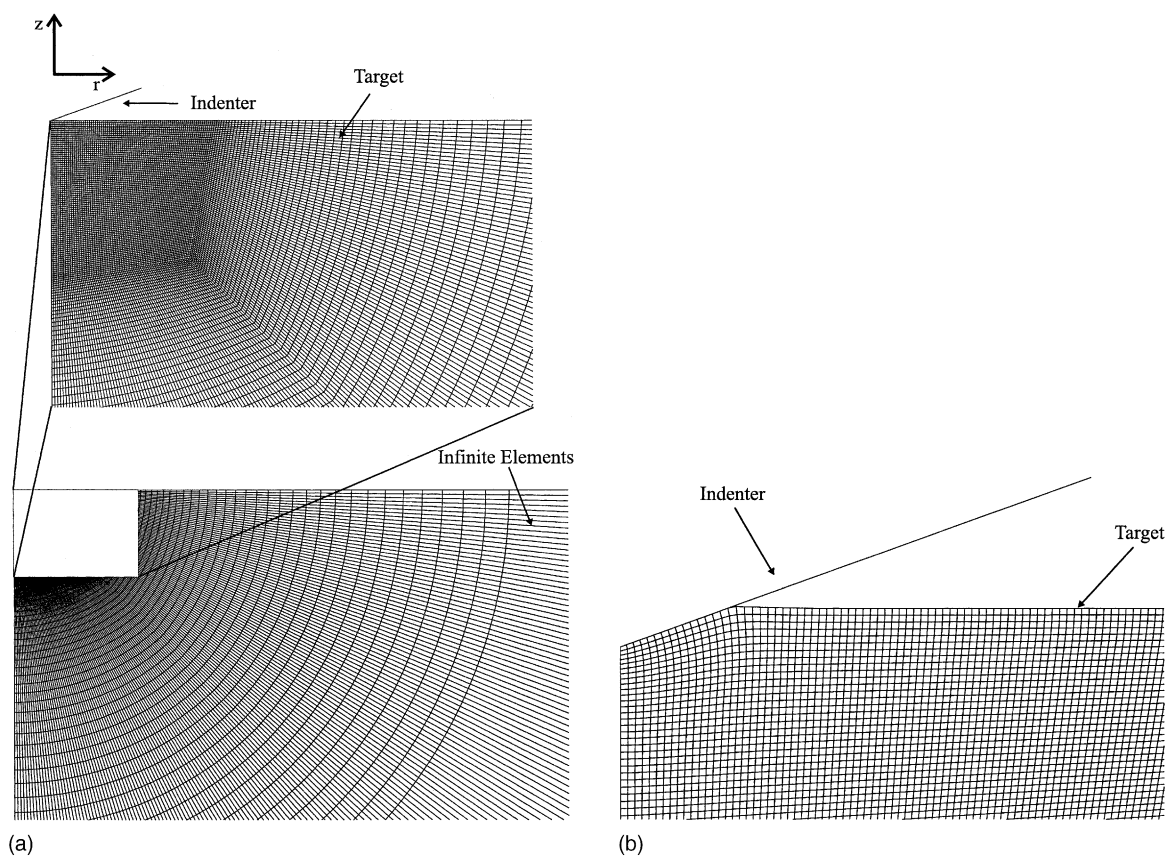 z
r
Target
Indenter
Infinite Elements
Indenter
Target
(a)
(b)